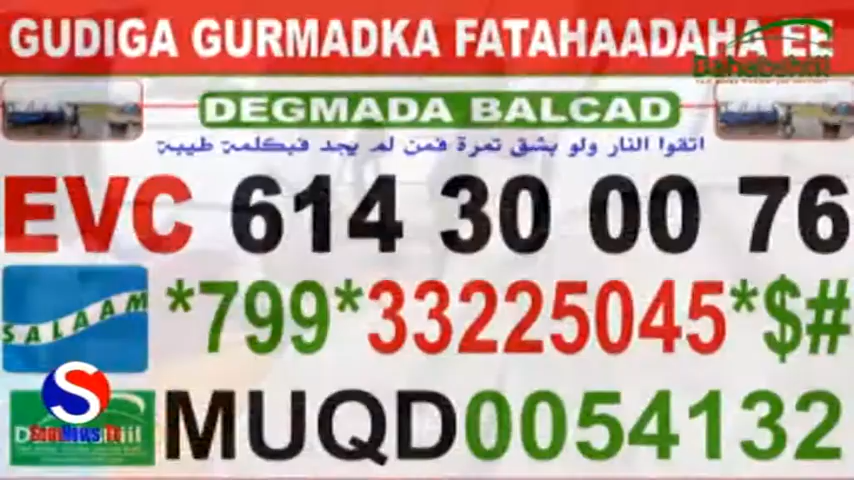 GUDIGA GURMADKA FATAHAADAHA EE
Dahabshiil
DEGMADA BALCAD
اتقوا النار ولو بشق تمرة فمن لم يجد فبكلمة طيبة
EVC 614 30 00 76
SALAAM *799*33225045*$#
S
MUQD0054132